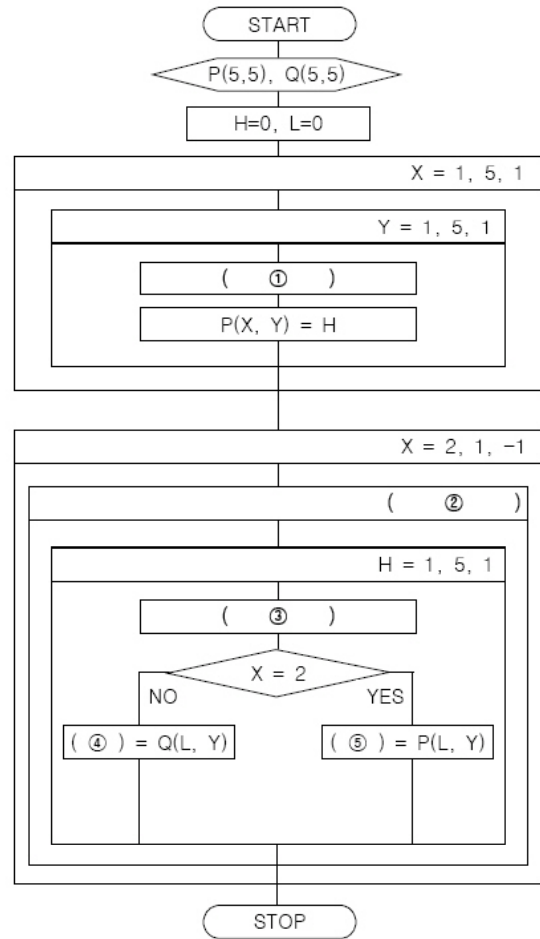 START
P(5,5), Q(5,5)
H=0, L=0
X = 1, 5, 1
Y = 1, 5, 1
( ① )
P(X, Y) = H
X = 2, 1, -1
( ② )
H = 1, 5, 1
( ③ )
X = 2
NO YES
( ④ ) = Q(L, Y) ( ⑤ ) = P(L, Y)
STOP